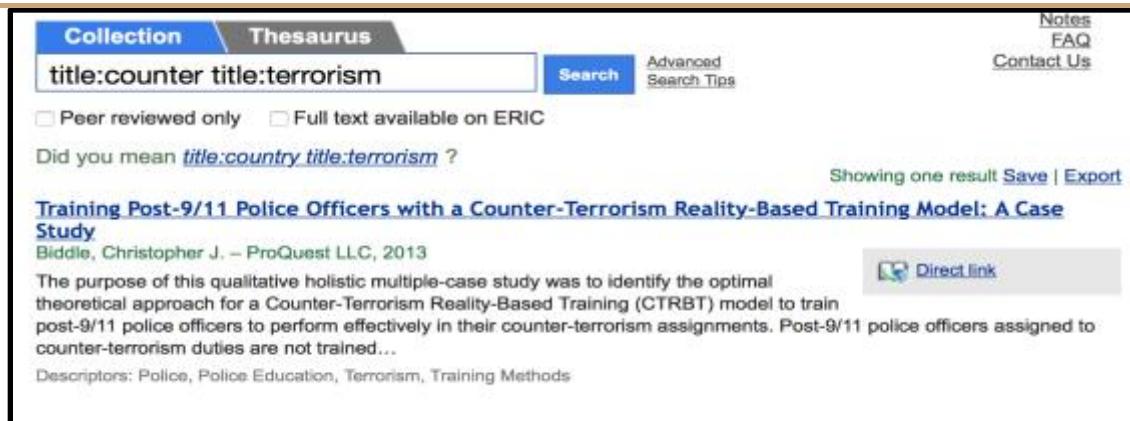 Collection Thesaurus
Notes
FAQ
Contact Us
title:counter title:terrorism Search Advanced
Search Tips
Peer reviewed only Full text available on ERIC
Did you mean title:country title:terrorism ?
Showing one result Save | Export
Training Post-9/11 Police Officers with a Counter-Terrorism Reality-Based Training Model: A Case
Study
Biddle, Christopher J. – ProQuest LLC, 2013
Direct link
The purpose of this qualitative holistic multiple-case study was to identify the optimal
theoretical approach for a Counter-Terrorism Reality-Based Training (CTRBT) model to train
post-9/11 police officers to perform effectively in their counter-terrorism assignments. Post-9/11 police officers assigned to
counter-terrorism duties are not trained…
Descriptors: Police, Police Education, Terrorism, Training Methods